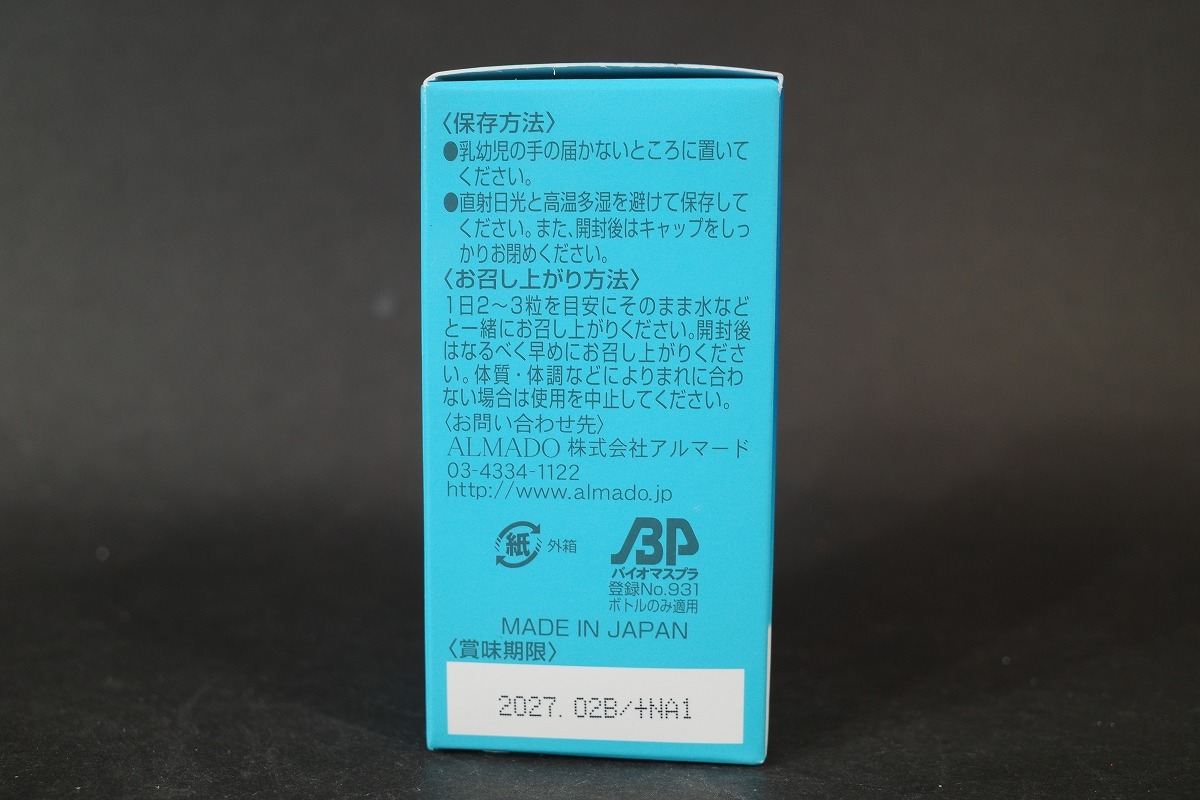 〈保存方法〉
●乳幼児の手の届かないところに置いて
ください。
●直射日光と高温多湿を避けて保存して
ください。また、開封後はキャップをしっ
かりお閉めください。
〈お召し上がり方法〉
1日2〜3粒を目安にそのまま水など
と一緒にお召し上がりください。開封後
はなるべく早めにお召し上がりくださ
い。体質・体調などによりまれに合わ
ない場合は使用を中止してください。
〈お問い合わせ先〉
ALMADO 株式会社アルマード
03-4334-1122
http://www.almado.jp
紙 外箱
BP
バイオマスプラ
登録No.931
ボトルのみ適用
MADE IN JAPAN
〈賞味期限〉
2027. 02B/+NA1